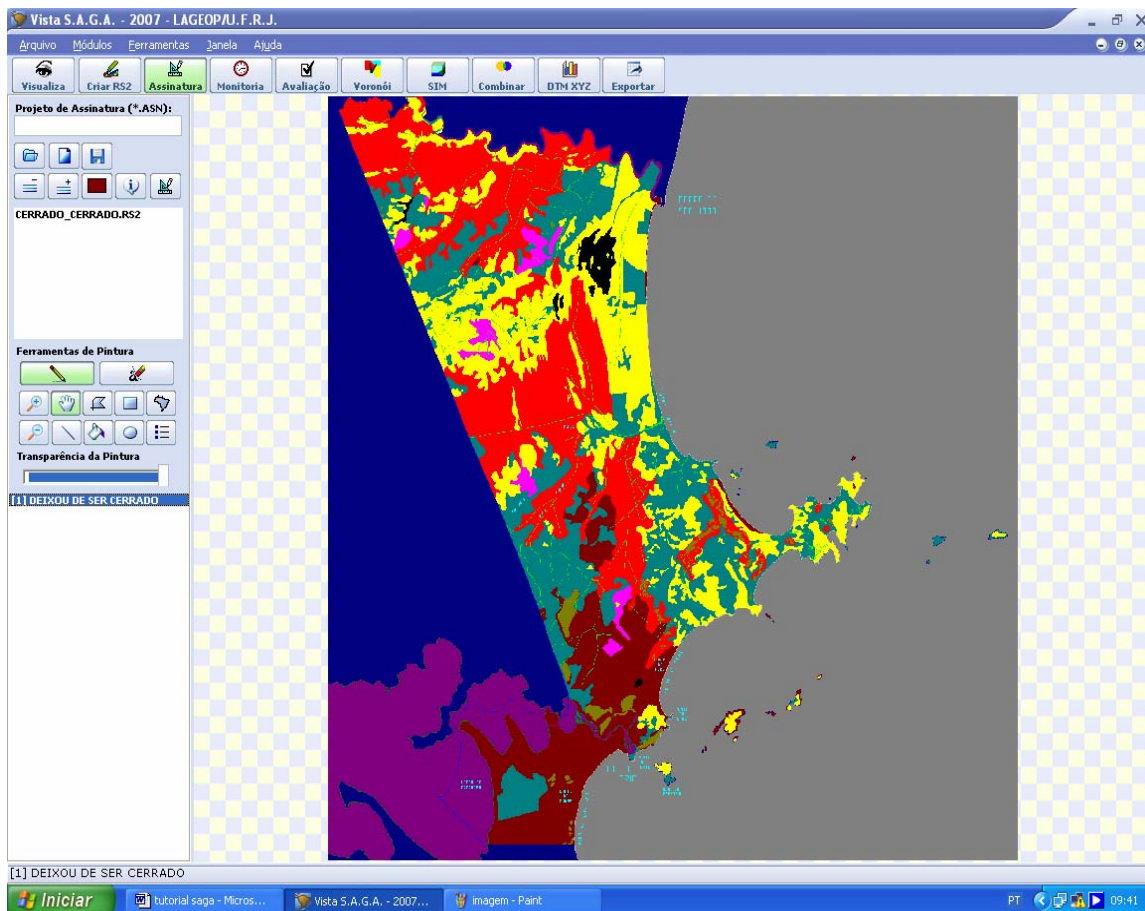 Vista S.A.G.A. - 2007 - LAGEOP/U.F.R.J.
Arquivo Módulos Ferramentas Janela Ajuda
Visualiza Criar RS2 Assinatura Monitoria Avaliação Voronói SIM Combinar DTM XYZ Exportar
Projeto de Assinatura (*.ASN):
CERRADO_CERRADO.RS2
Ferramentas de Pintura
Transparência da Pintura
[1] DEIXOU DE SER CERRADO
[1] DEIXOU DE SER CERRADO
Iniciar tutorial saga - Micros... Vista S.A.G.A. - 2007... imagem - Paint PT 09:41